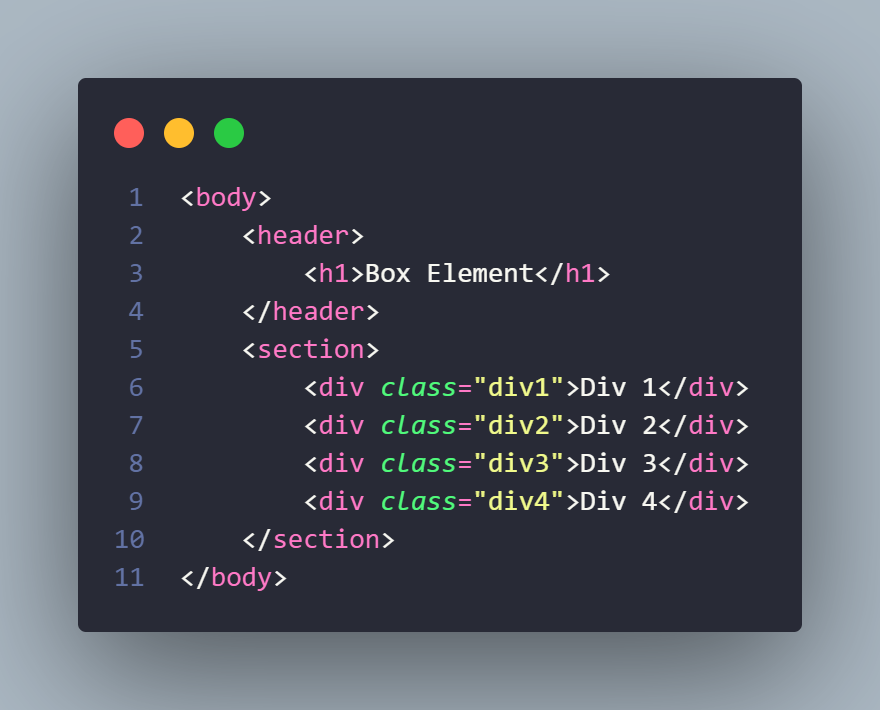 1 <body>
2     <header>
3         <h1>Box Element</h1>
4     </header>
5     <section>
6         <div class="div1">Div 1</div>
7         <div class="div2">Div 2</div>
8         <div class="div3">Div 3</div>
9         <div class="div4">Div 4</div>
10     </section>
11 </body>